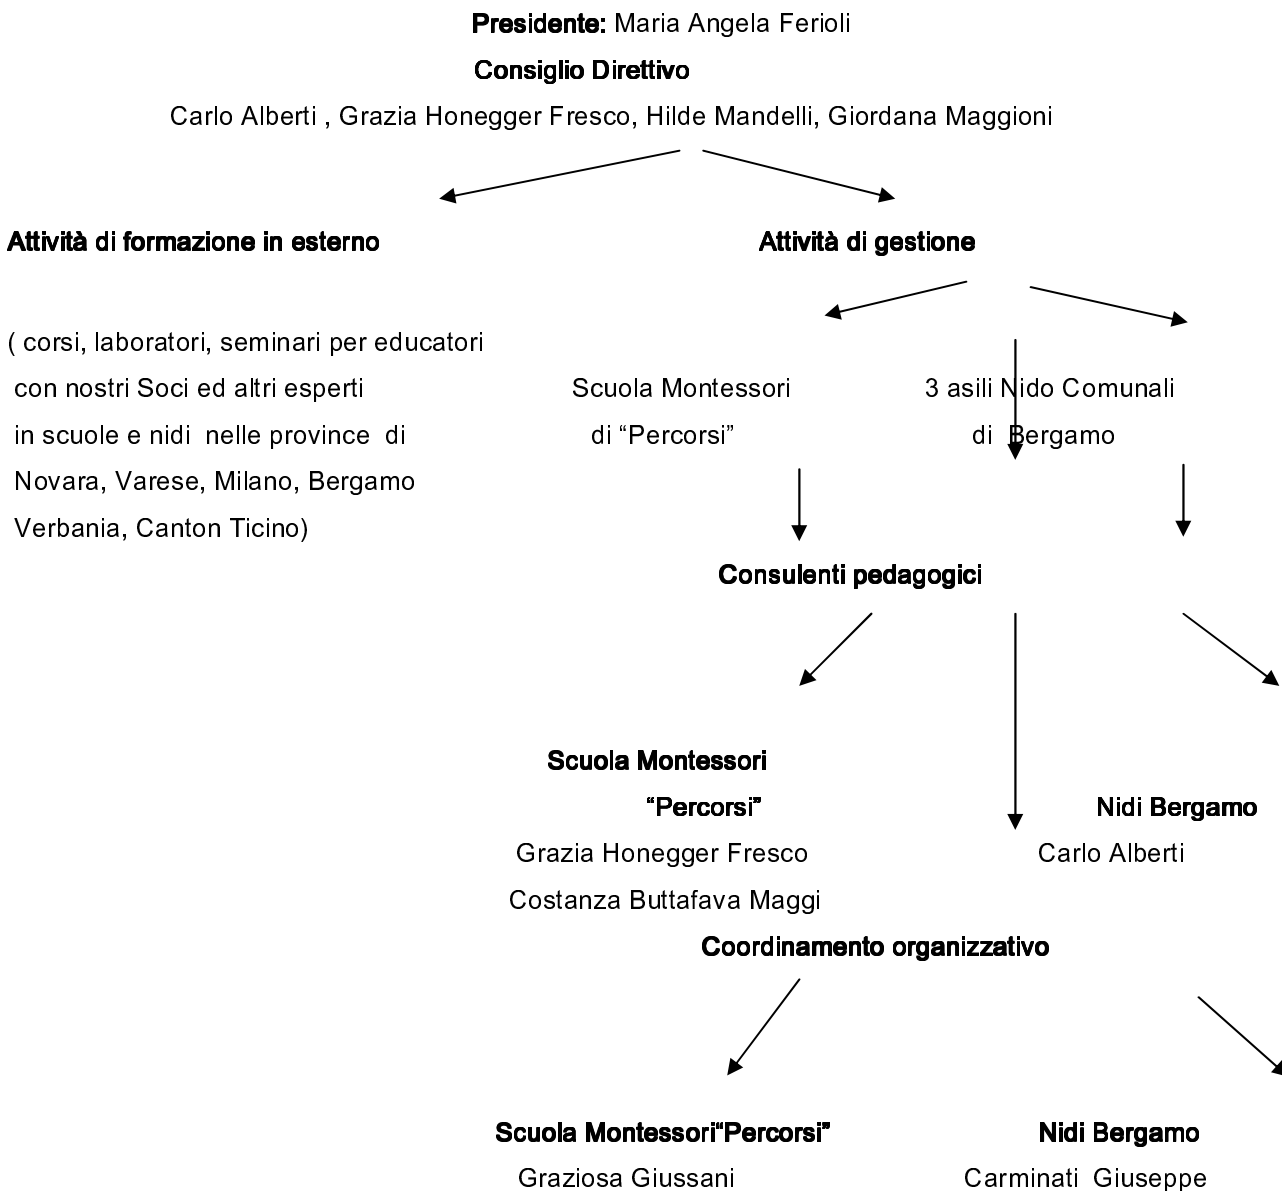 Presidente: Maria Angela Ferioli
Consiglio Direttivo
Carlo Alberti , Grazia Honegger Fresco, Hilde Mandelli, Giordana Maggioni
Attività di formazione in esterno
Attività di gestione
( corsi, laboratori, seminari per educatori
con nostri Soci ed altri esperti
in scuole e nidi nelle province di
Novara, Varese, Milano, Bergamo
Verbania, Canton Ticino)
Scuola Montessori
di “Percorsi”
3 asili Nido Comunali
di Bergamo
Consulenti pedagogici
Scuola Montessori
“Percorsi”
Grazia Honegger Fresco
Costanza Buttafava Maggi
Nidi Bergamo
Carlo Alberti
Coordinamento organizzativo
Scuola Montessori“Percorsi”
Graziosa Giussani
Nidi Bergamo
Carminati Giuseppe